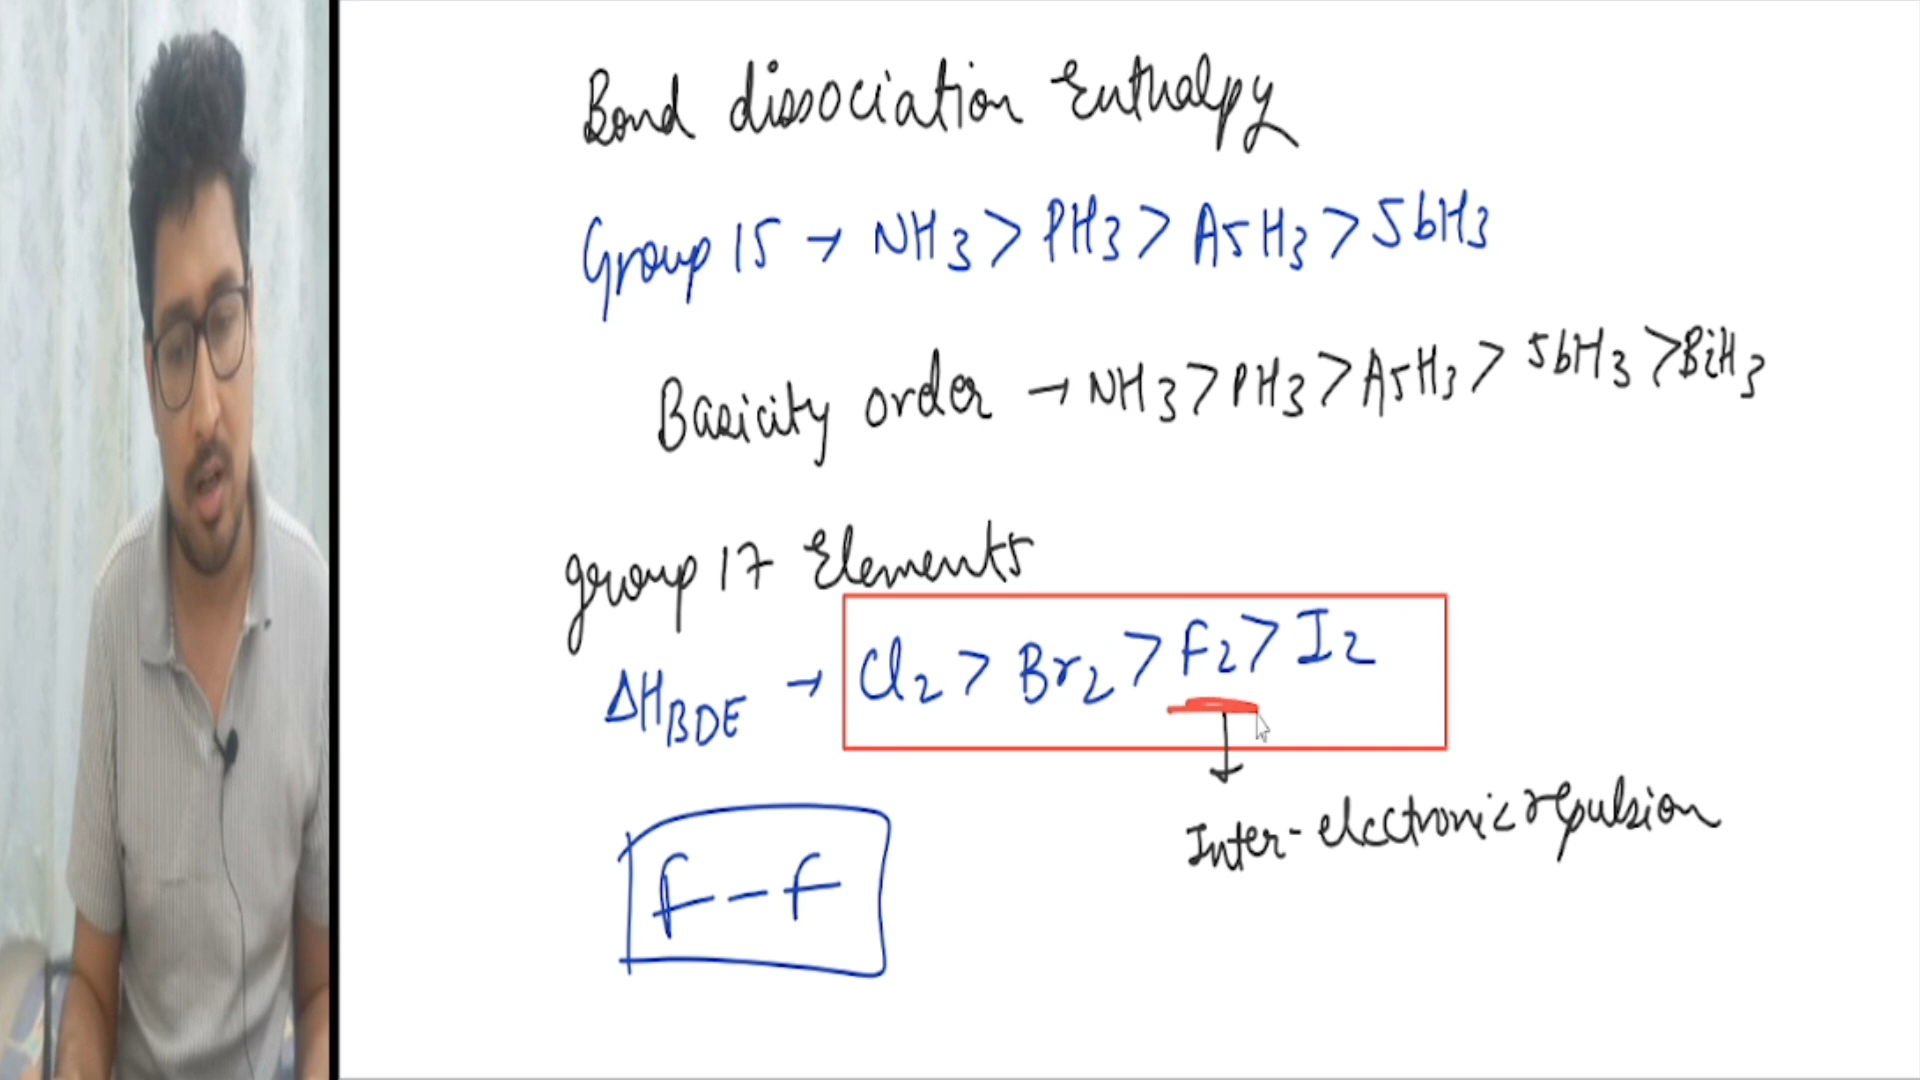 Bond dissociation Enthalpy
Group 15 → NH3 > PH3 > AsH3 > SbH3
Basicity order → NH3 > PH3 > AsH3 > SbH3 > BiH3
group 17 Elements
ΔHBDE → Cl2 > Br2 > F2 > I2
Inter-electronic repulsion
F-F